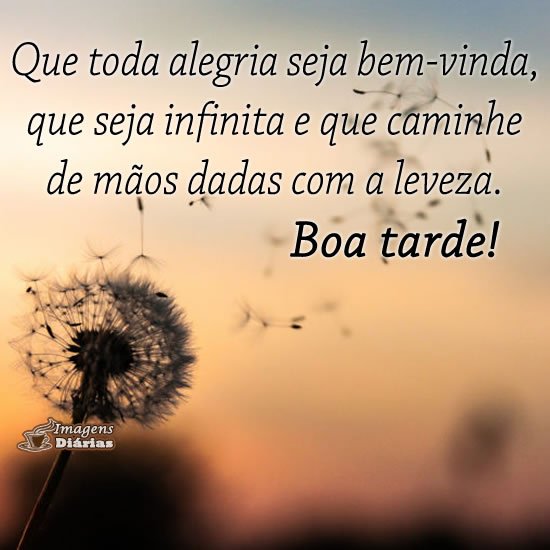 Que toda alegria seja bem-vinda,
que seja infinita e que caminhe
de mãos dadas com a leveza.
Boa tarde!
Imagens
Diárias